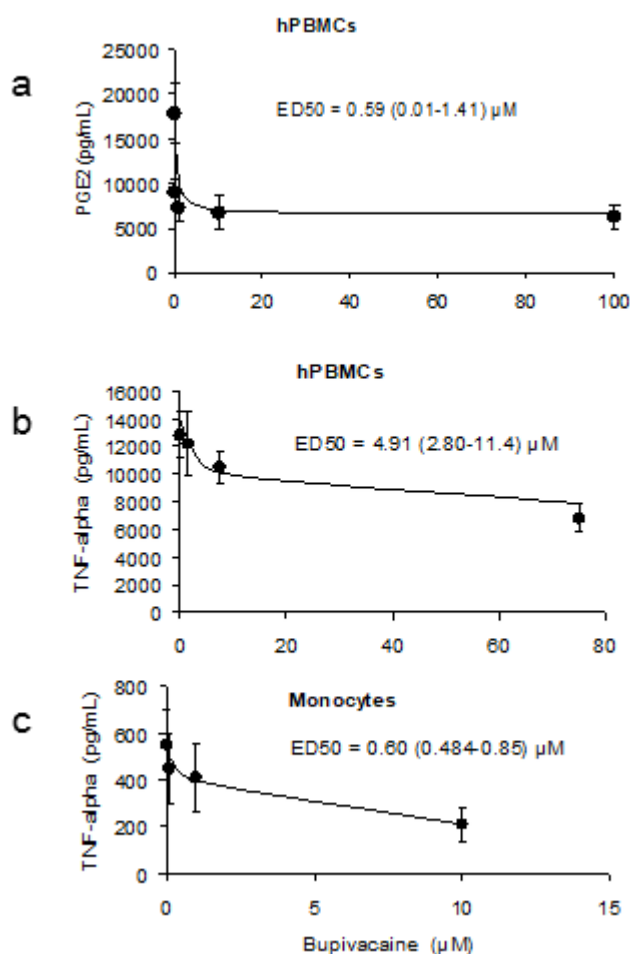 hPBMCs
a
25000
20000
15000
10000
5000
0
PGE2 (pg/mL)
ED50 = 0.59 (0.01-1.41) µM
0 20 40 60 80 100
hPBMCs
b
16000
14000
12000
10000
8000
6000
4000
2000
0
TNF-alpha (pg/mL)
ED50 = 4.91 (2.80-11.4) µM
0 20 40 60 80
c
800
600
400
200
0
TNF-alpha (pg/mL)
Monocytes
ED50 = 0.60 (0.484-0.85) µM
0 5 10 15
Bupivacaine (µM)